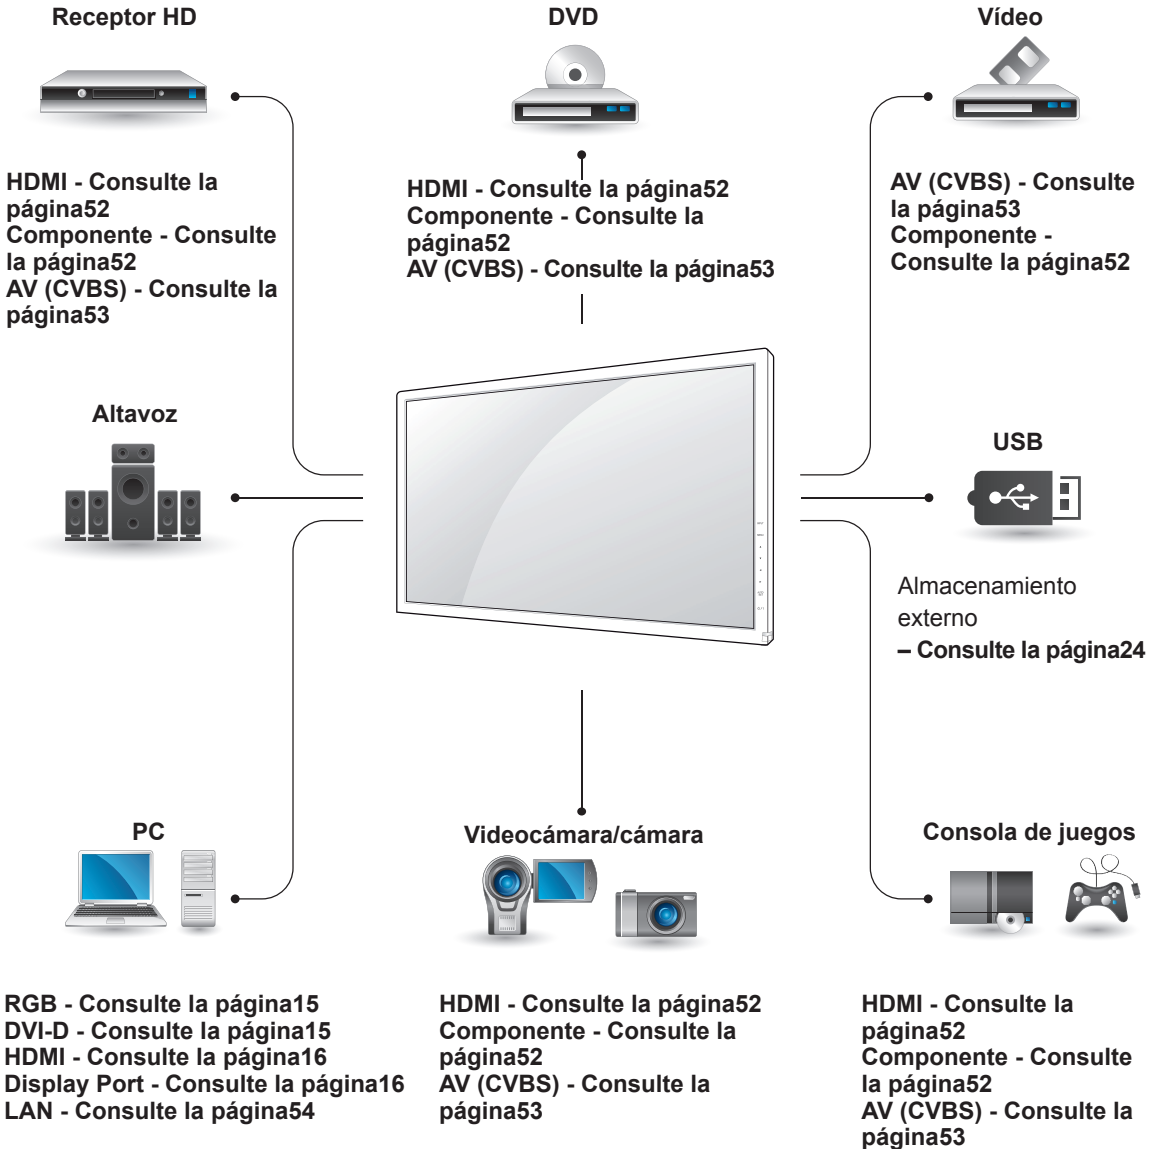 Receptor HD
HDMI - Consulte la
página52
Componente - Consulte
la página52
AV (CVBS) - Consulte la
página53
DVD
HDMI - Consulte la página52
Componente - Consulte la
página52
AV (CVBS) - Consulte la página53
Vídeo
AV (CVBS) - Consulte
la página53
Componente -
Consulte la página52
Altavoz
USB
Almacenamiento
externo
– Consulte la página24
PC
RGB - Consulte la página15
DVI-D - Consulte la página15
HDMI - Consulte la página16
Display Port - Consulte la página16
LAN - Consulte la página54
Videocámara/cámara
HDMI - Consulte la página52
Componente - Consulte la
página52
AV (CVBS) - Consulte la
página53
Consola de juegos
HDMI - Consulte la
página52
Componente - Consulte
la página52
AV (CVBS) - Consulte la
página53